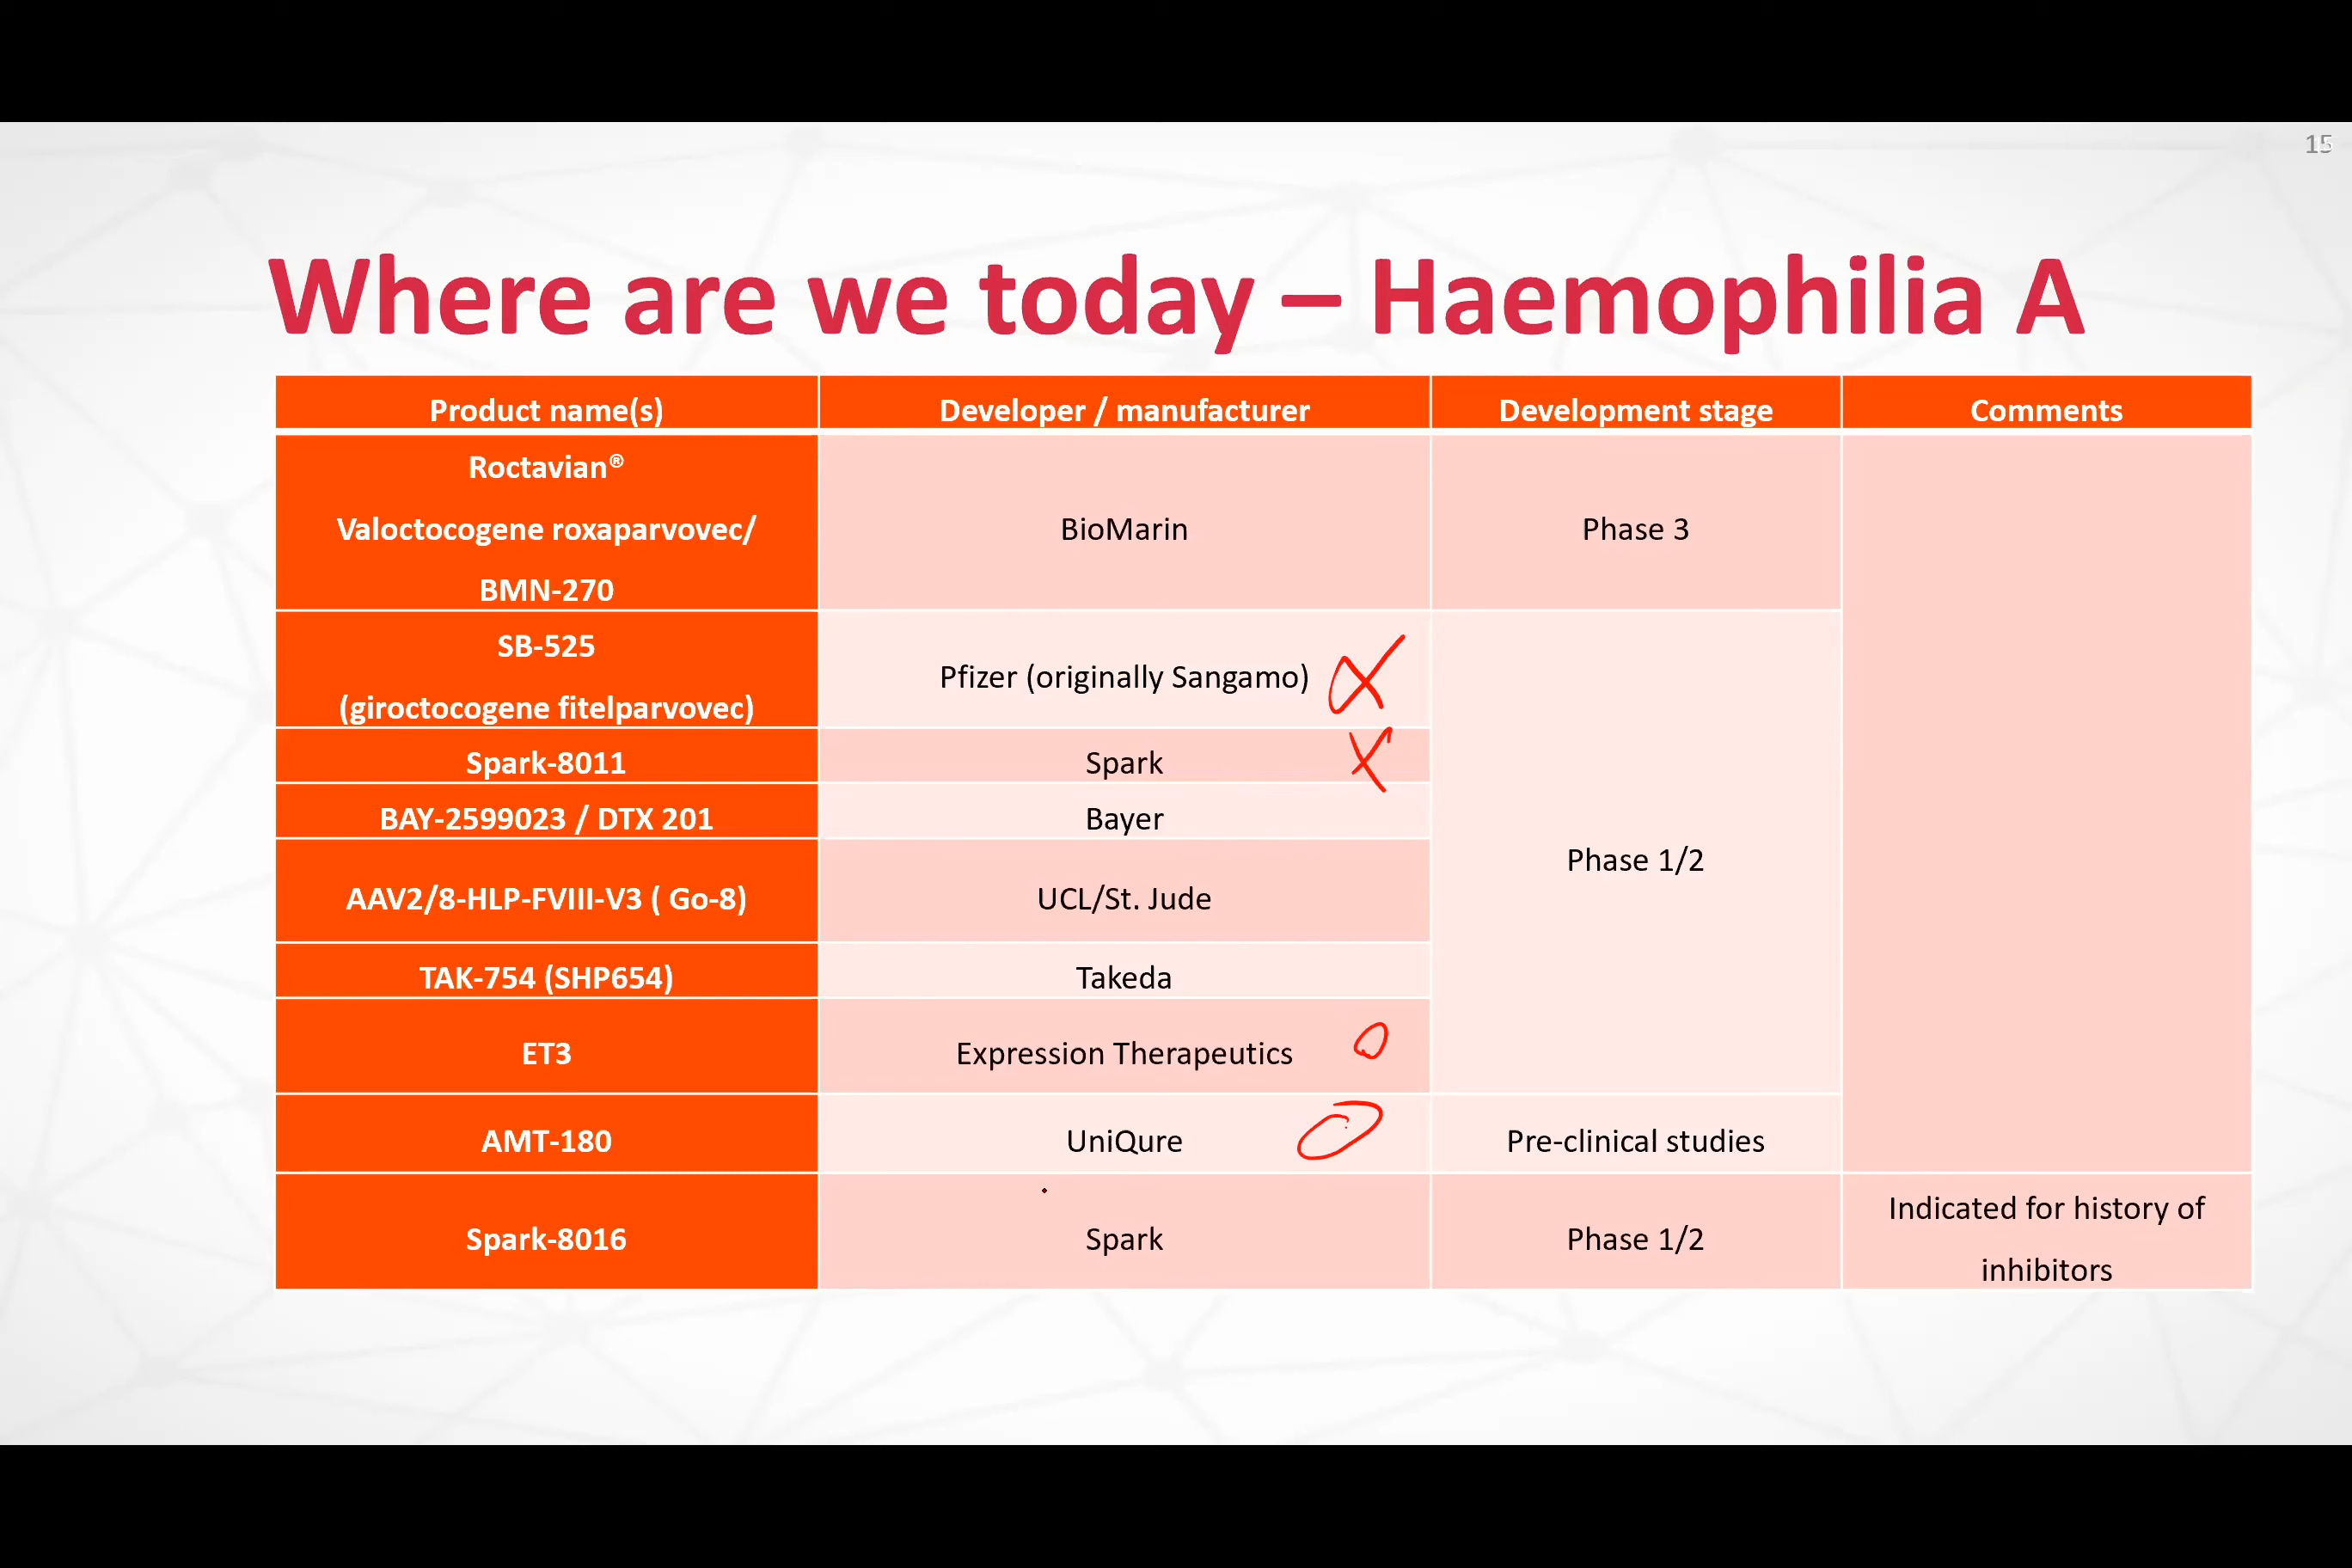 15
Where are we today – Haemophilia A
Product name(s) Developer / manufacturer Development stage Comments
Roctavian®
Valoctocogene roxaparvovec/ BioMarin Phase 3
BMN-270
SB-525
Pfizer (originally Sangamo)
(giroctocogene fitelparvovec)
Spark-8011 Spark
BAY-2599023 / DTX 201 Bayer
Phase 1/2
AAV2/8-HLP-FVIII-V3 ( Go-8) UCL/St. Jude
TAK-754 (SHP654) Takeda
ET3 Expression Therapeutics
AMT-180 UniQure Pre-clinical studies
Spark-8016 Spark Phase 1/2 Indicated for history of
inhibitors